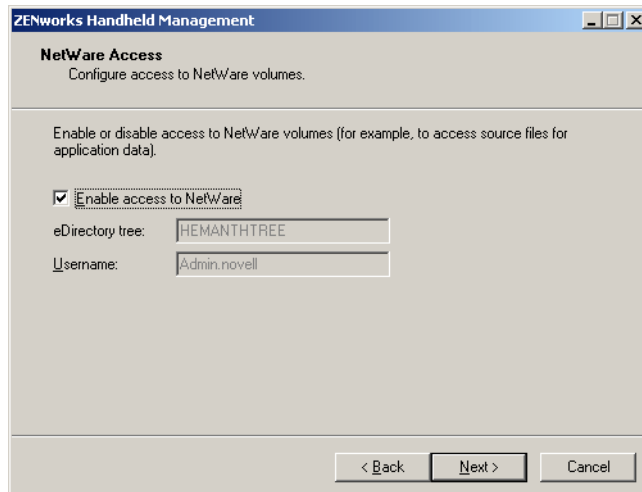 ZENworks Handheld Management
NetWare Access
Configure access to NetWare volumes.
Enable or disable access to NetWare volumes (for example, to access source files for
application data).
Enable access to NetWare
eDirectory tree: HEMANTHTREE
Username: Admin.novell
< Back Next > Cancel